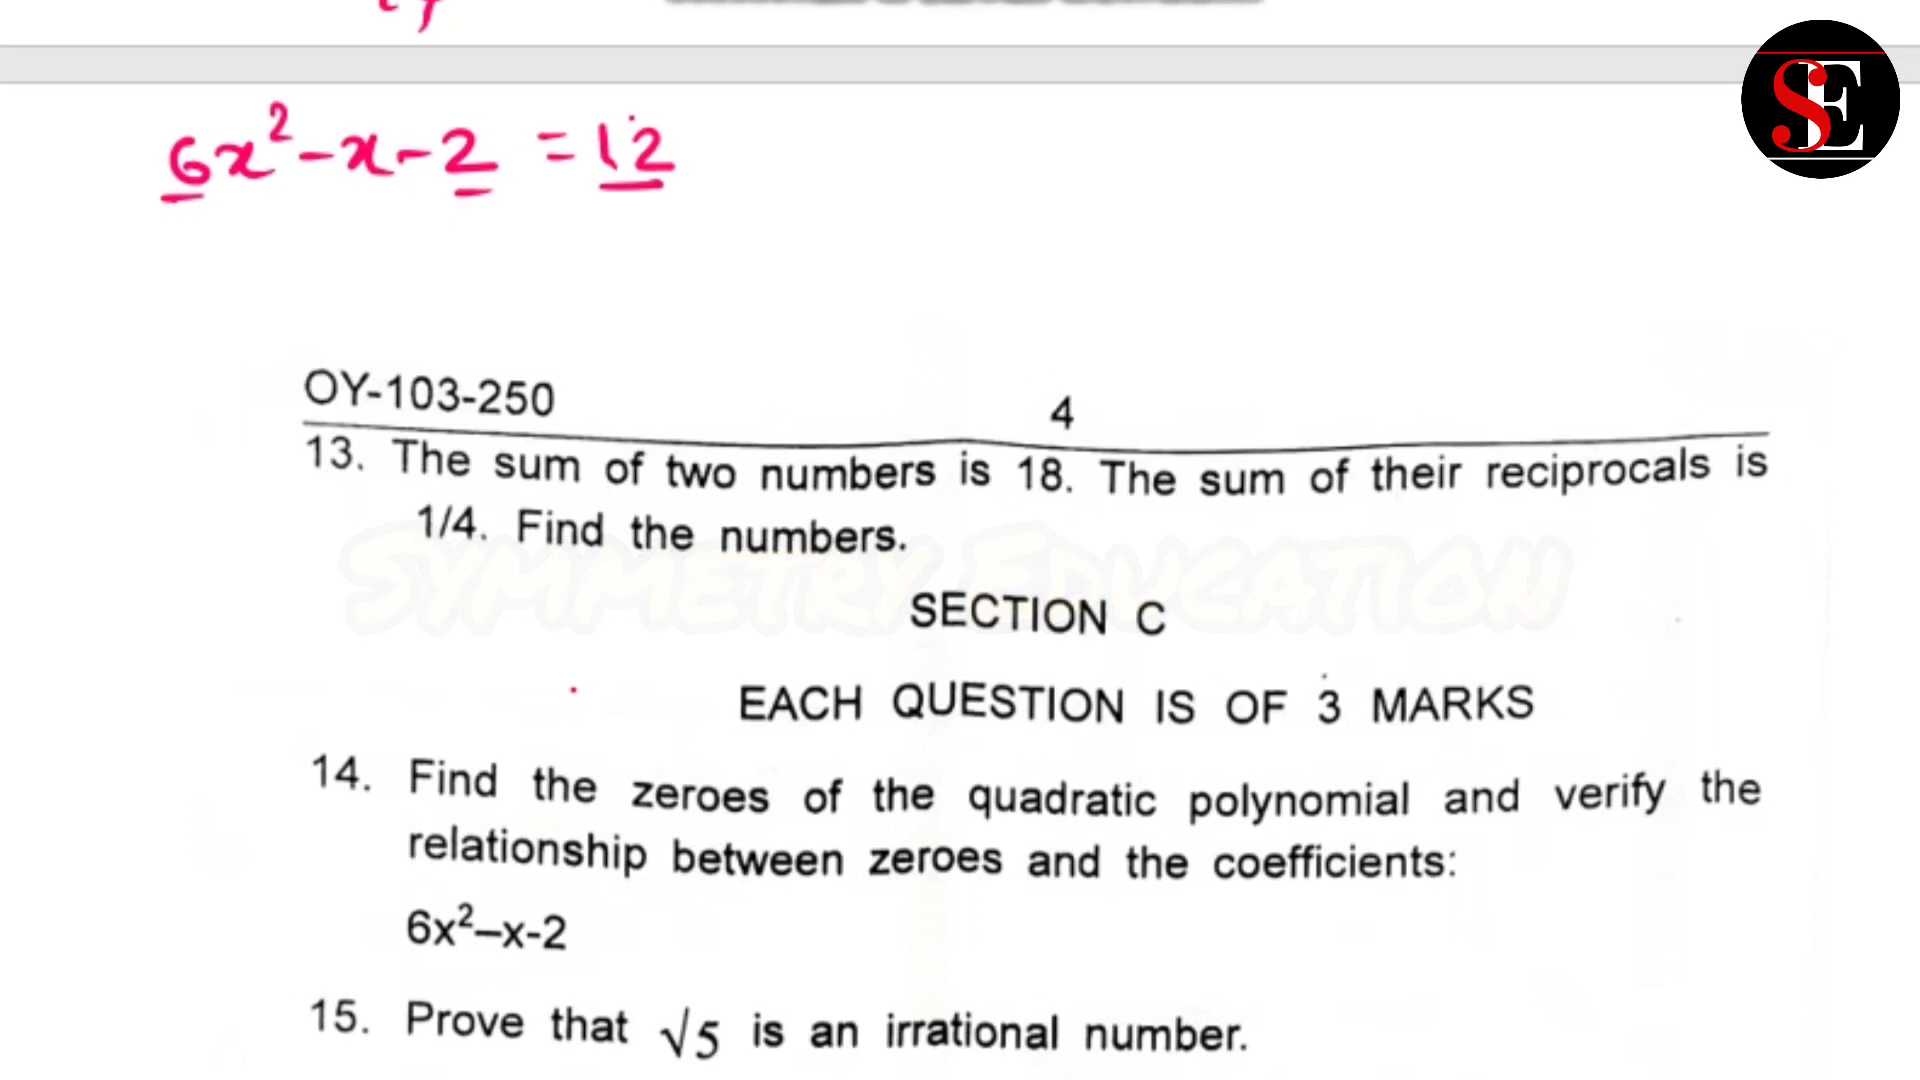 6x²-x-2 = 12
SE
OY-103-250 4
13. The sum of two numbers is 18. The sum of their reciprocals is
1/4. Find the numbers.
SYMMETRY EDUCATION
SECTION C
EACH QUESTION IS OF 3 MARKS
14. Find the zeroes of the quadratic polynomial and verify the
relationship between zeroes and the coefficients:
6x²–x-2
15. Prove that √5 is an irrational number.